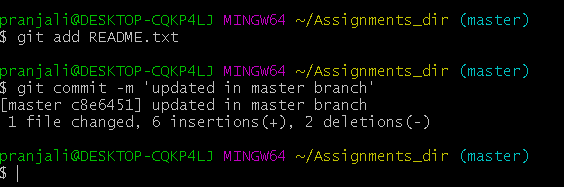 pranjali@DESKTOP-CQKP4LJ MINGW64 ~/Assignments_dir (master)
$ git add README.txt
pranjali@DESKTOP-CQKP4LJ MINGW64 ~/Assignments_dir (master)
$ git commit -m 'updated in master branch'
[master c8e6451] updated in master branch
 1 file changed, 6 insertions(+), 2 deletions(-)
pranjali@DESKTOP-CQKP4LJ MINGW64 ~/Assignments_dir (master)
$